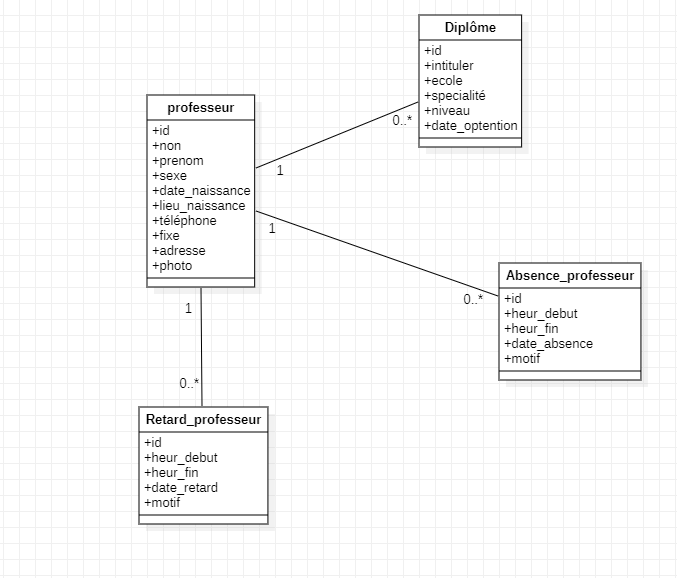 Diplôme
+id
+intituler
+ecole
+specialité
+niveau
+date_optention
0..*
1
professeur
+id
+non
+prenom
+sexe
+date_naissance
+lieu_naissance
+téléphone
+fixe
+adresse
+photo
1
0..*
Absence_professeur
+id
+heur_debut
+heur_fin
+date_absence
+motif
1
0..*
Retard_professeur
+id
+heur_debut
+heur_fin
+date_retard
+motif